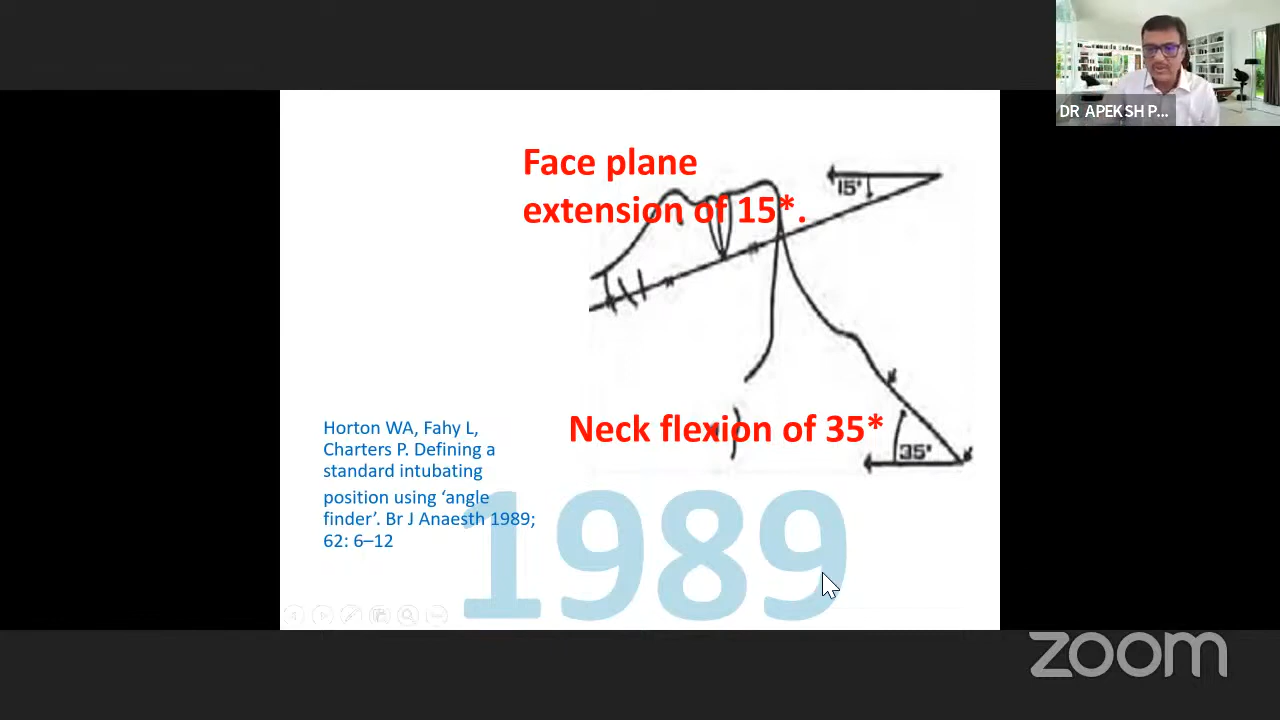 DR APEKSH P...
Face plane
extension of 15*.
15°
Neck flexion of 35*
35°
Horton WA, Fahy L,
Charters P. Defining a
standard intubating
position using ‘angle
finder’. Br J Anaesth 1989;
62: 6–12
1989
zoom